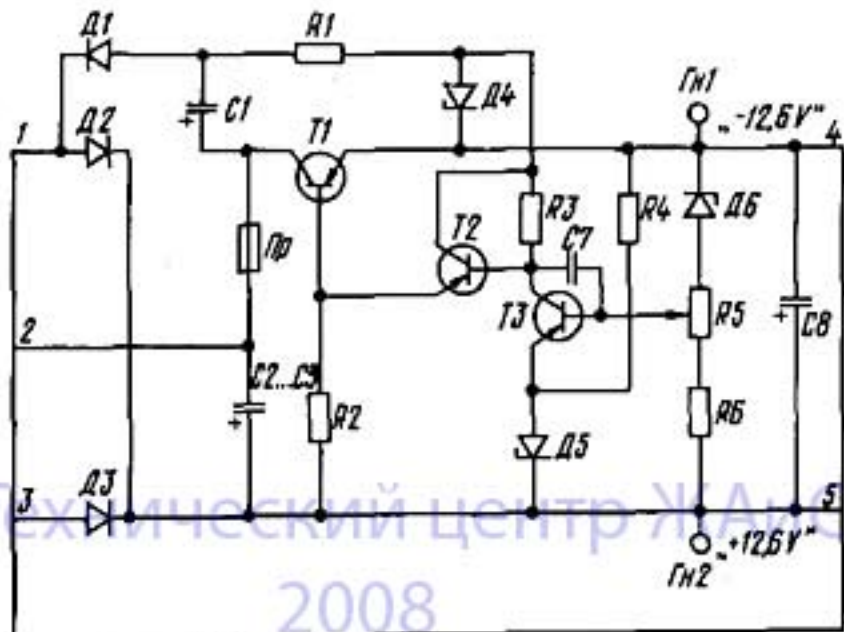 Д1
R1
Д4
Гн1
„-12,6V"
1
Д2
C1
T1
4
Пр
T2
R3
C7
R4
Д6
T3
R5
C8
2
C2...C9
R2
Д5
R6
3
Д3
5
Технический центр ЖАиС
„+12,6V"
Гн2
2008